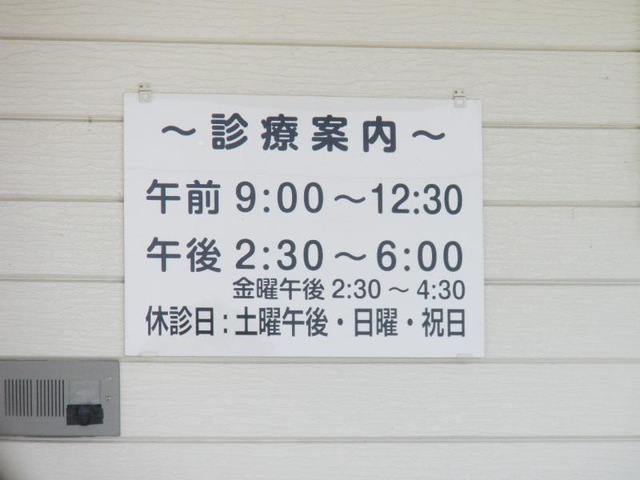 ～診療案内～
午前 9:00～12:30
午後 2:30～6:00
金曜午後 2:30～4:30
休診日:土曜午後・日曜・祝日